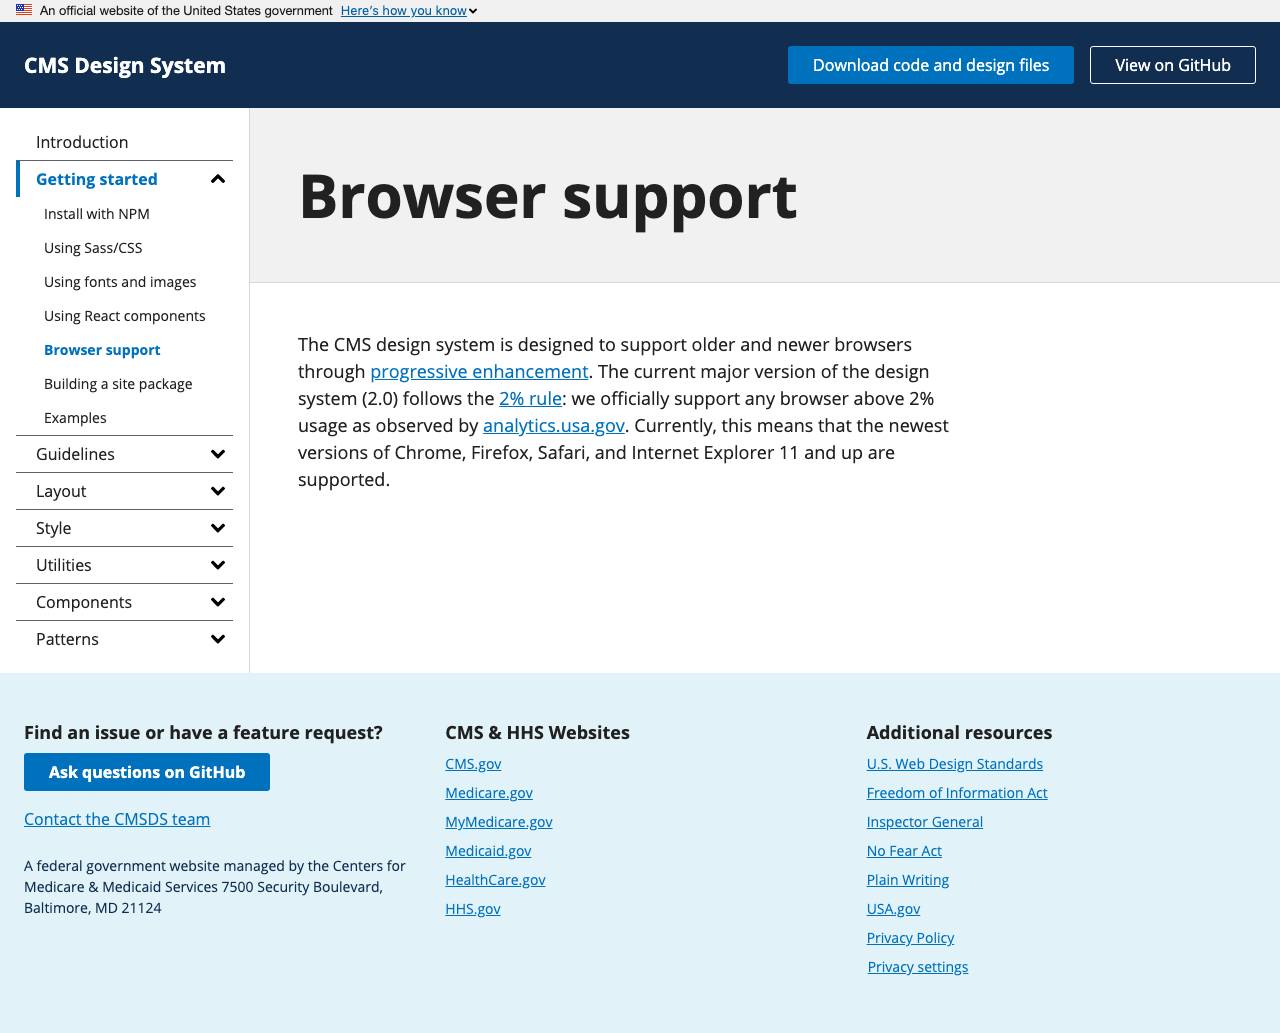 An official website of the United States government Here's how you know
CMS Design System
Download code and design files
View on GitHub
Introduction
Getting started
Install with NPM
Using Sass/CSS
Using fonts and images
Using React components
Browser support
Building a site package
Examples
Guidelines
Layout
Style
Utilities
Components
Patterns
Browser support
The CMS design system is designed to support older and newer browsers
through progressive enhancement. The current major version of the design
system (2.0) follows the 2% rule: we officially support any browser above 2%
usage as observed by analytics.usa.gov. Currently, this means that the newest
versions of Chrome, Firefox, Safari, and Internet Explorer 11 and up are
supported.
Find an issue or have a feature request?
Ask questions on GitHub
Contact the CMSDS team
A federal government website managed by the Centers for
Medicare & Medicaid Services 7500 Security Boulevard,
Baltimore, MD 21124
CMS & HHS Websites
CMS.gov
Medicare.gov
MyMedicare.gov
Medicaid.gov
HealthCare.gov
HHS.gov
Additional resources
U.S. Web Design Standards
Freedom of Information Act
Inspector General
No Fear Act
Plain Writing
USA.gov
Privacy Policy
Privacy settings